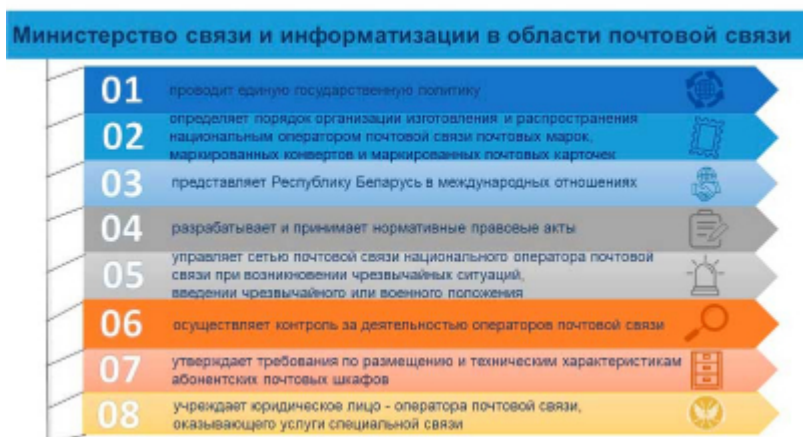 Министерство связи и информатизации в области почтовой связи
01 проводит единую государственную политику
02 определяет порядок организации изготовления и распространения
национальным оператором почтовой связи почтовых марок,
маркированных конвертов и маркированных почтовых карточек
03 представляет Республику Беларусь в международных отношениях
04 разрабатывает и принимает нормативные правовые акты
05 управляет сетью почтовой связи национального оператора почтовой
связи при возникновении чрезвычайных ситуаций,
введении чрезвычайного или военного положения
06 осуществляет контроль за деятельностью операторов почтовой связи
07 утверждает требования по размещению и техническим характеристикам
абонентских почтовых шкафов
08 учреждает юридическое лицо - оператора почтовой связи,
оказывающего услуги специальной связи